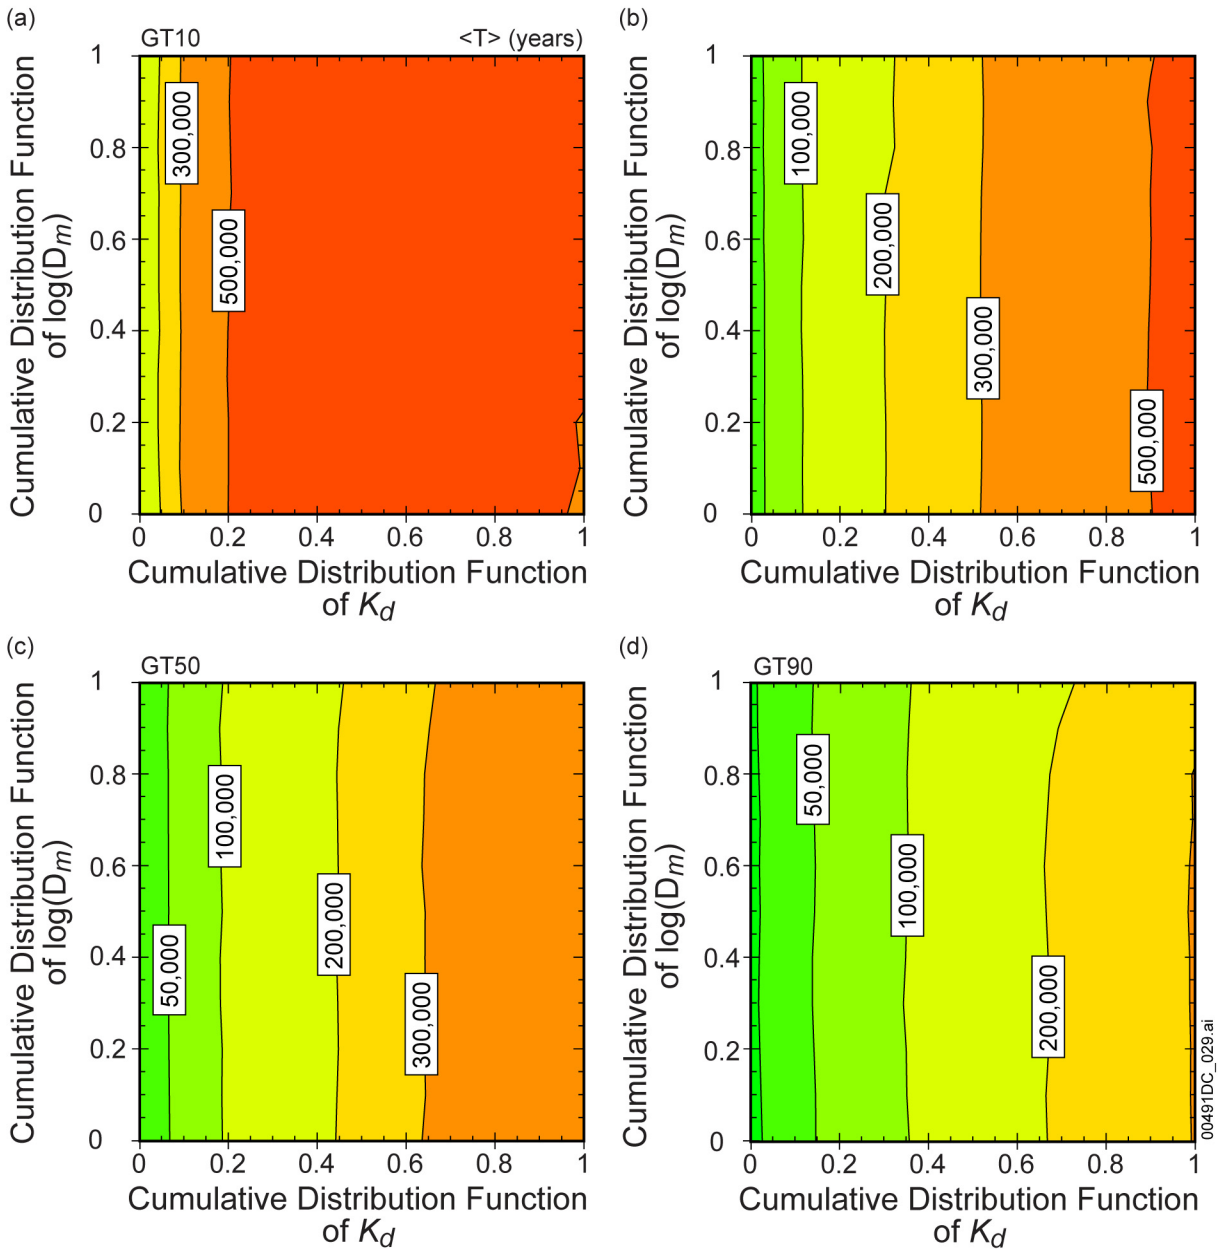 (a)
GT10 <T> (years)
Cumulative Distribution Function
of log(Dm)
1
0.8
0.6
0.4
0.2
0
300,000
500,000
0 0.2 0.4 0.6 0.8 1
Cumulative Distribution Function
of Kd
(b)
Cumulative Distribution Function
of log(Dm)
1
0.8
0.6
0.4
0.2
0
100,000
200,000
300,000
500,000
0 0.2 0.4 0.6 0.8 1
Cumulative Distribution Function
of Kd
(c)
GT50
Cumulative Distribution Function
of log(Dm)
1
0.8
0.6
0.4
0.2
0
50,000
100,000
200,000
300,000
0 0.2 0.4 0.6 0.8 1
Cumulative Distribution Function
of Kd
(d)
GT90
Cumulative Distribution Function
of log(Dm)
1
0.8
0.6
0.4
0.2
0
50,000
100,000
200,000
0 0.2 0.4 0.6 0.8 1
Cumulative Distribution Function
of Kd
00491DC_029.ai